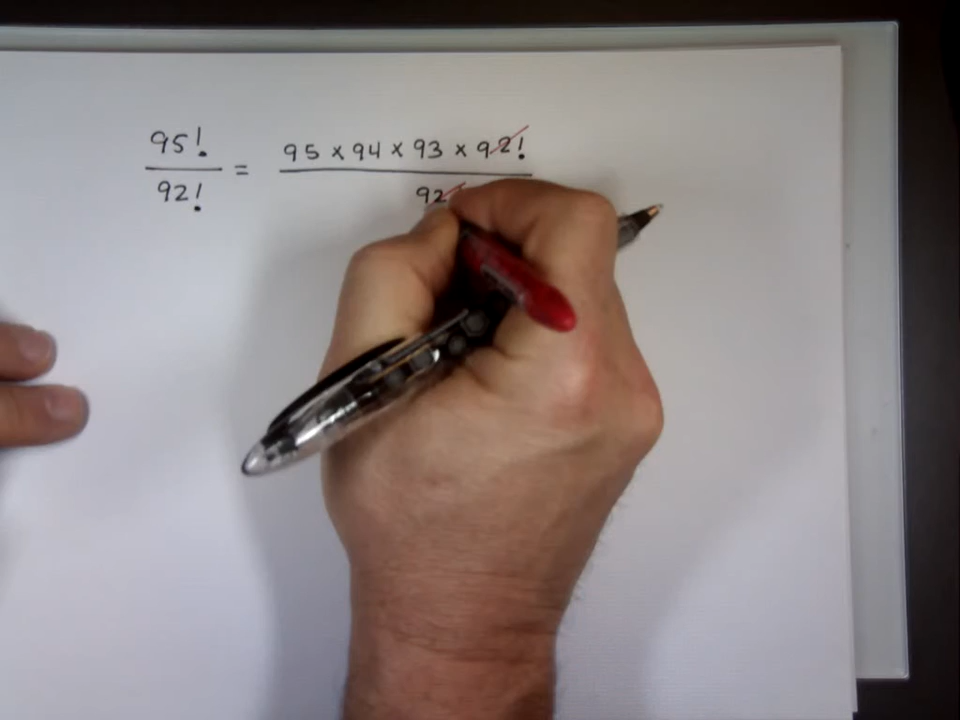 95! / 92! = 95 × 94 × 93 × 92! / 92